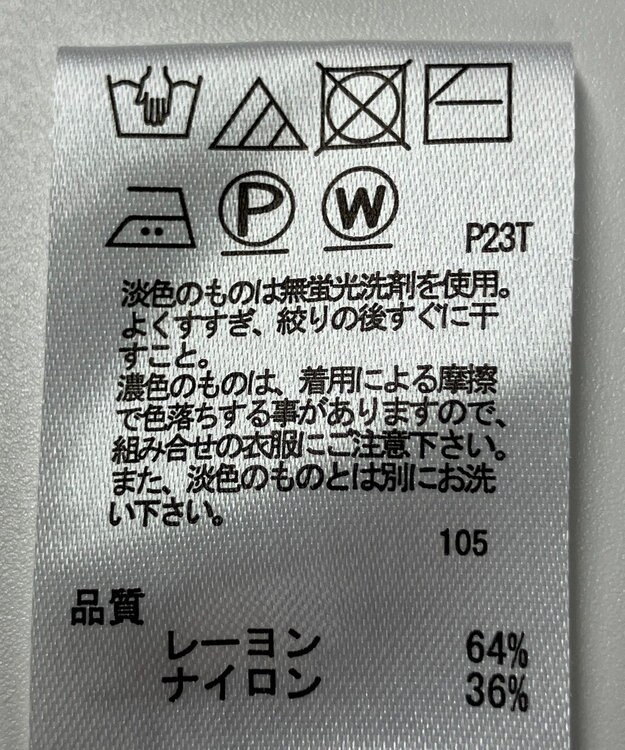 P W P23T
淡色のものは無蛍光洗剤を使用。
よくすすぎ、絞りの後すぐに干
すこと。
濃色のものは、着用による摩擦
で色落ちする事がありますので、
組み合せの衣服にご注意下さい。
また、淡色のものとは別にお洗
い下さい。
105
品質
レーヨン 64%
ナイロン 36%